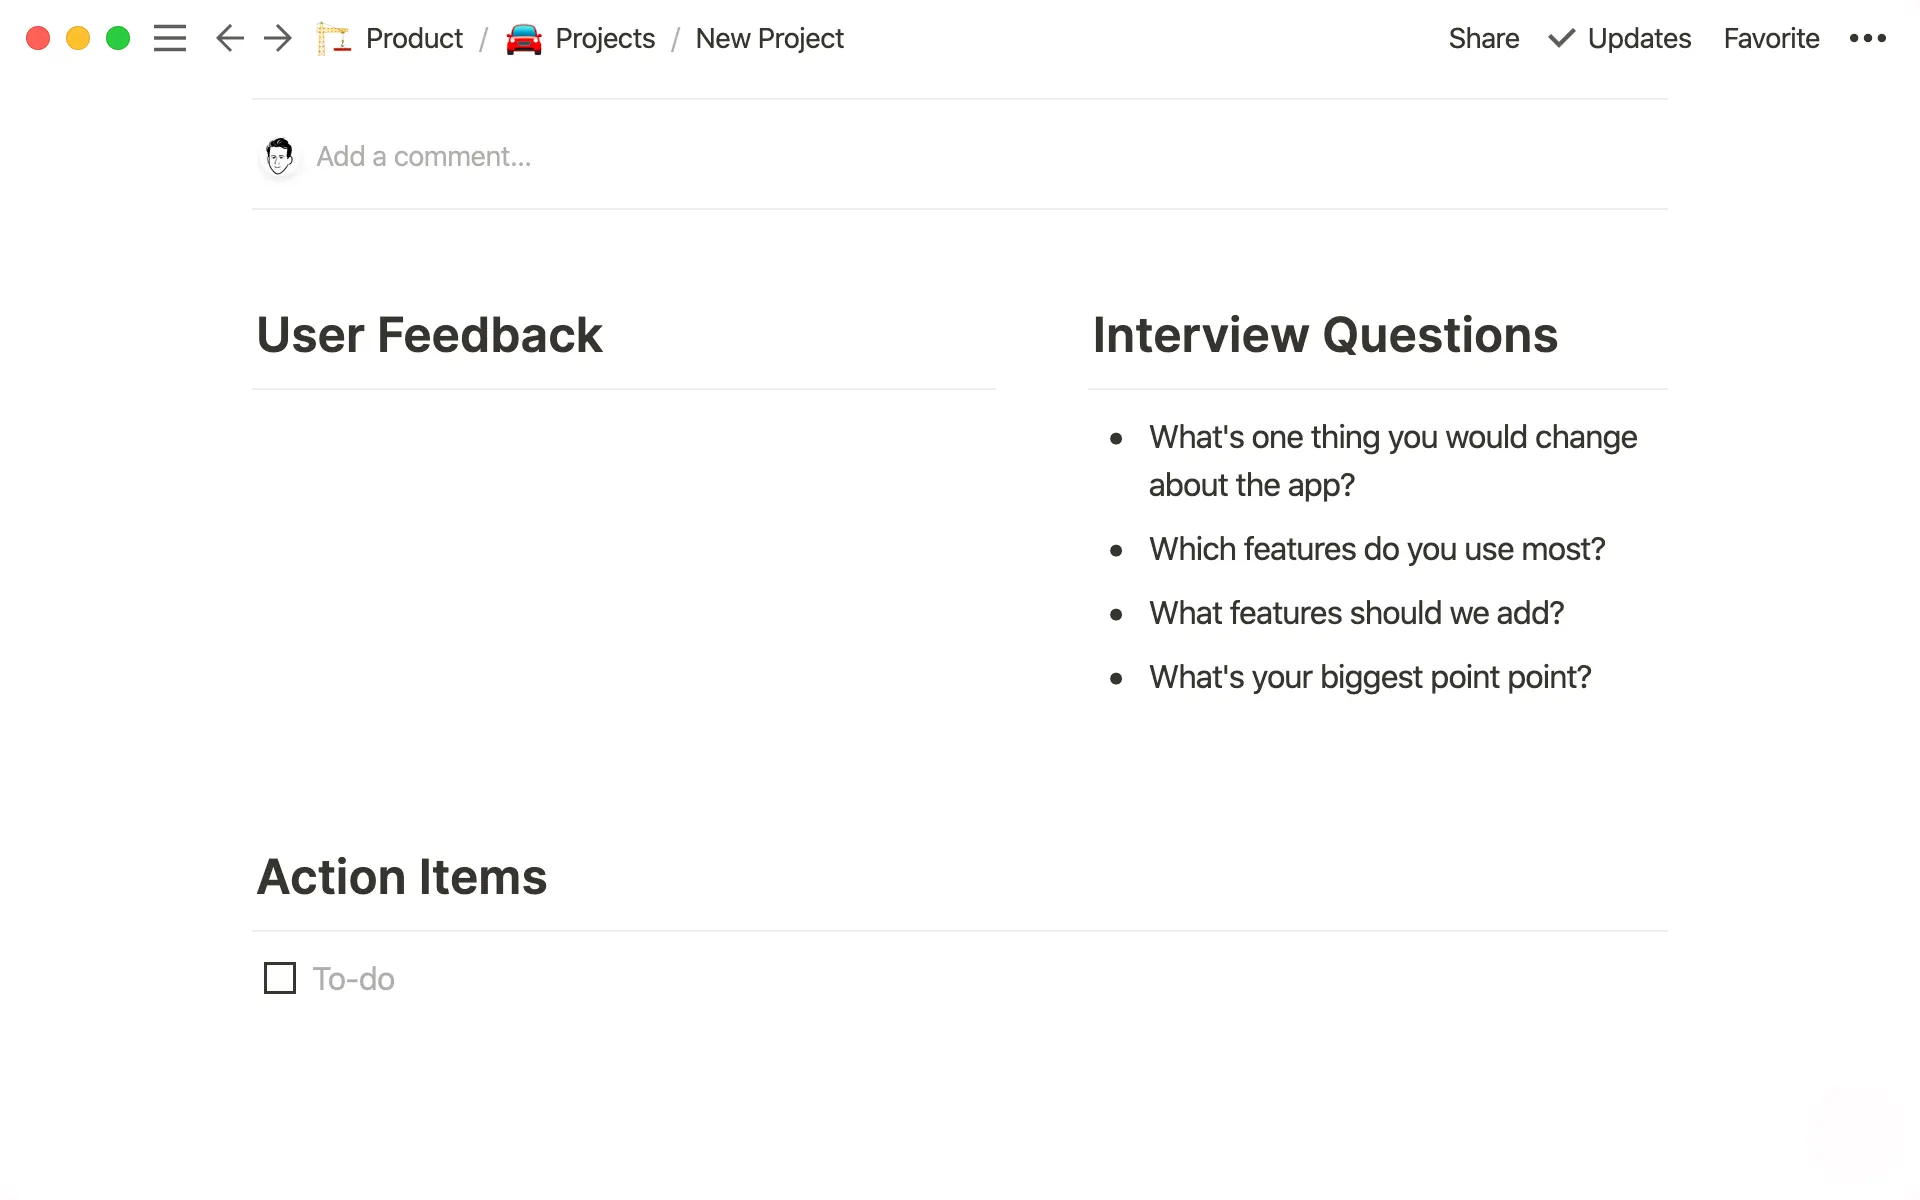 Product / Projects / New Project
Share Updates Favorite
Add a comment...
User Feedback
Interview Questions
What's one thing you would change
about the app?
Which features do you use most?
What features should we add?
What's your biggest point point?
Action Items
To-do